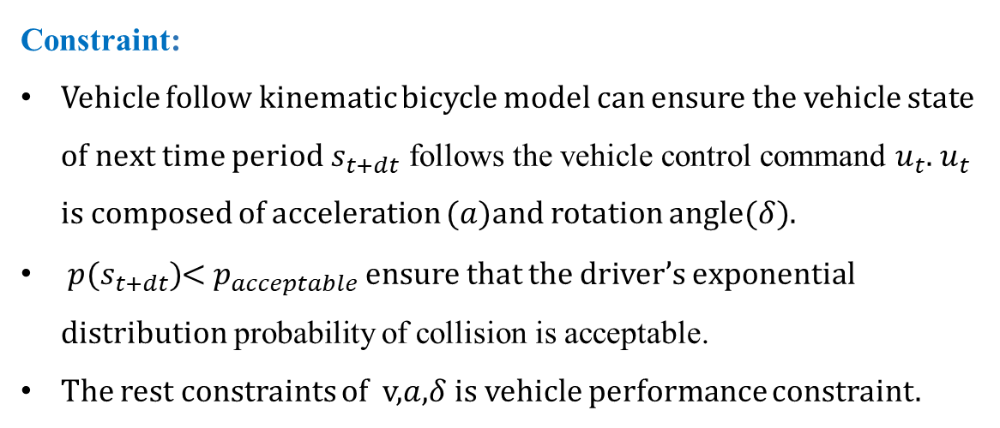 Constraint:
• Vehicle follow kinematic bicycle model can ensure the vehicle state
of next time period s_{t+dt} follows the vehicle control command u_t. u_t
is composed of acceleration (a)and rotation angle(δ).
• p(s_{t+dt})< p_{acceptable} ensure that the driver’s exponential
distribution probability of collision is acceptable.
• The rest constraints of v,a,δ is vehicle performance constraint.